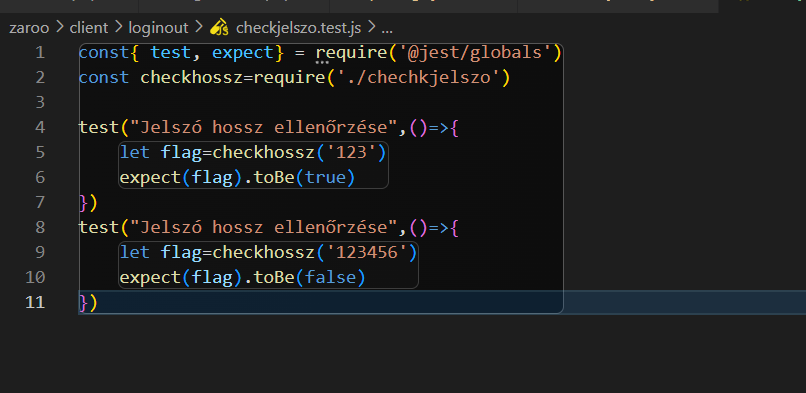 zaroo > client > loginout > checkjelszo.test.js > ...
1 const{ test, expect} = require('@jest/globals')
2 const checkhossz=require('./chechkjelszo')
3
4 test("Jelszó hossz ellenőrzése",()=>{
5 let flag=checkhossz('123')
6 expect(flag).toBe(true)
7 })
8 test("Jelszó hossz ellenőrzése",()=>{
9 let flag=checkhossz('123456')
10 expect(flag).toBe(false)
11 })